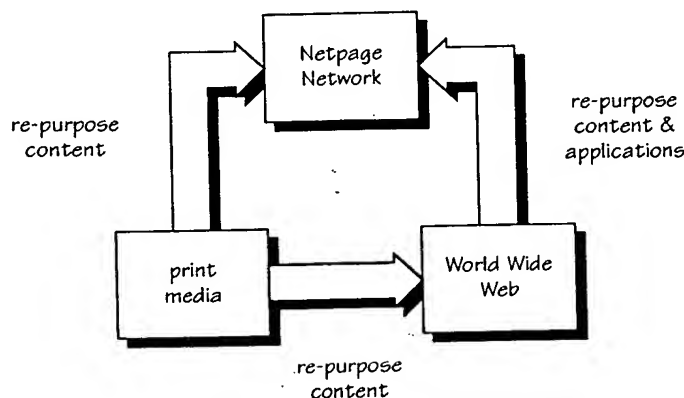 Netpage
Network
re-purpose
content
re-purpose
content &
applications
print
media
World Wide
Web
re-purpose
content